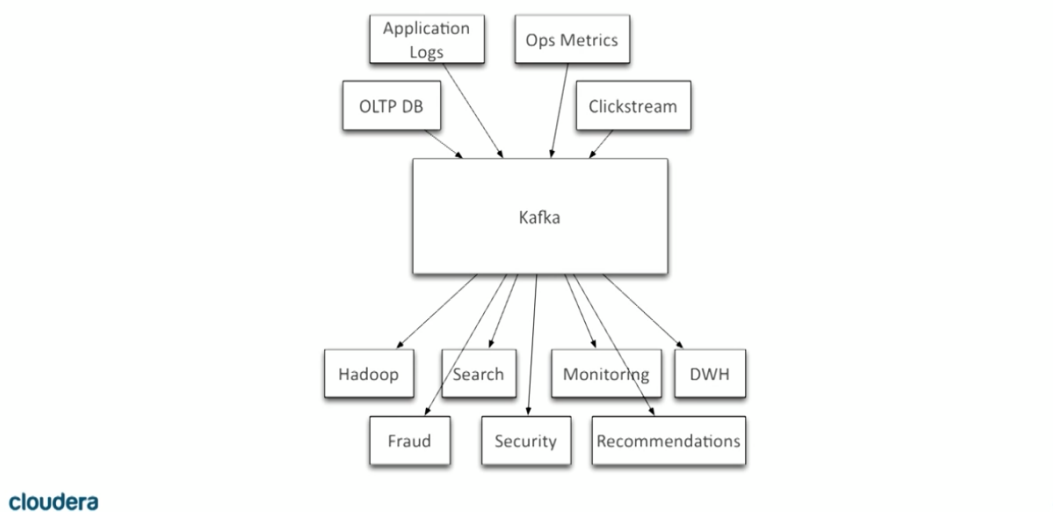 Application
Logs
Ops Metrics
OLTP DB
Clickstream
Kafka
Hadoop
Search
Monitoring
DWH
Fraud
Security
Recommendations
cloudera